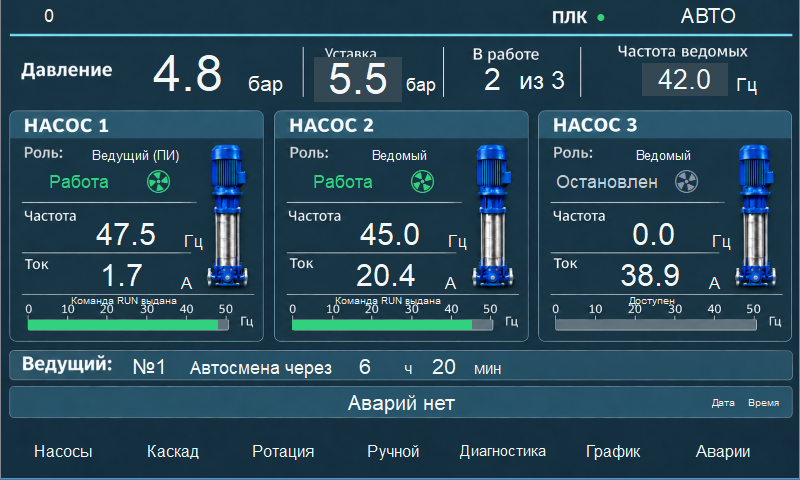 0 ПЛК АВТО
Давление 4.8 бар Уставка 5.5 бар В работе 2 из 3 Частота ведомых 42.0 Гц
НАСОС 1
Роль: Ведущий (ПИ)
Работа
Частота
47.5 Гц
Ток
1.7 А
Команда RUN выдана
0 10 20 30 40 50 Гц
НАСОС 2
Роль: Ведомый
Работа
Частота
45.0 Гц
Ток
20.4 А
Команда RUN выдана
0 10 20 30 40 50 Гц
НАСОС 3
Роль: Ведомый
Остановлен
Частота
0.0 Гц
Ток
38.9 А
Доступен
0 10 20 30 40 50 Гц
Ведущий: №1 Автосмена через 6 ч 20 мин
Аварий нет Дата Время
Насосы Каскад Ротация Ручной Диагностика График Аварии